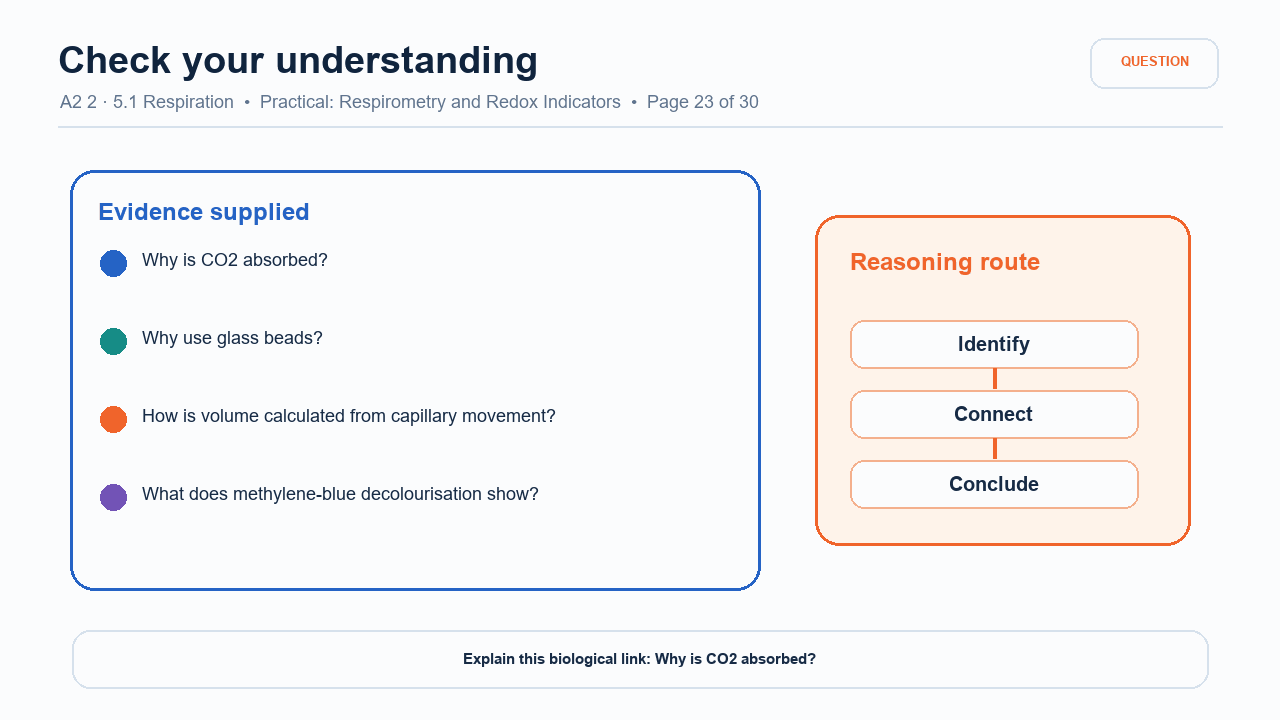 Check your understanding
QUESTION
A2 2 · 5.1 Respiration • Practical: Respirometry and Redox Indicators • Page 23 of 30
Evidence supplied
Why is CO2 absorbed?
Why use glass beads?
How is volume calculated from capillary movement?
What does methylene-blue decolourisation show?
Reasoning route
Identify
Connect
Conclude
Explain this biological link: Why is CO2 absorbed?